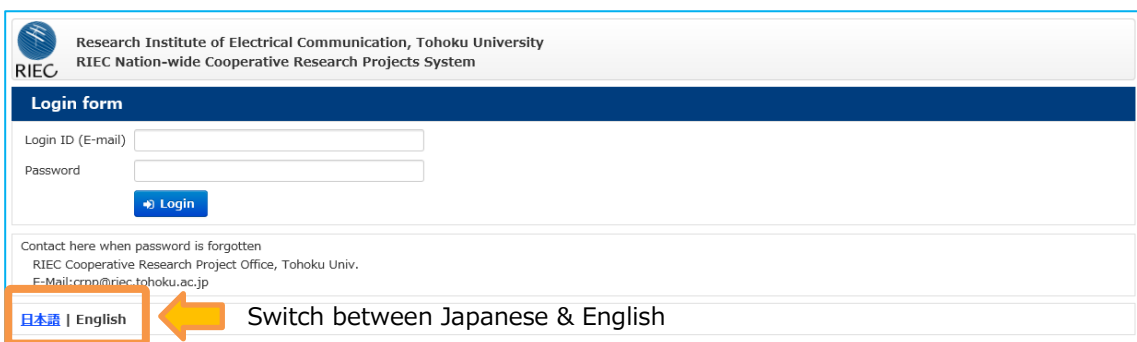 RIEC
Research Institute of Electrical Communication, Tohoku University
RIEC Nation-wide Cooperative Research Projects System
Login form
Login ID (E-mail)
Password
Login
Contact here when password is forgotten
RIEC Cooperative Research Project Office, Tohoku Univ.
E-Mail:crpp@riec.tohoku.ac.jp
日本語 | English
Switch between Japanese & English